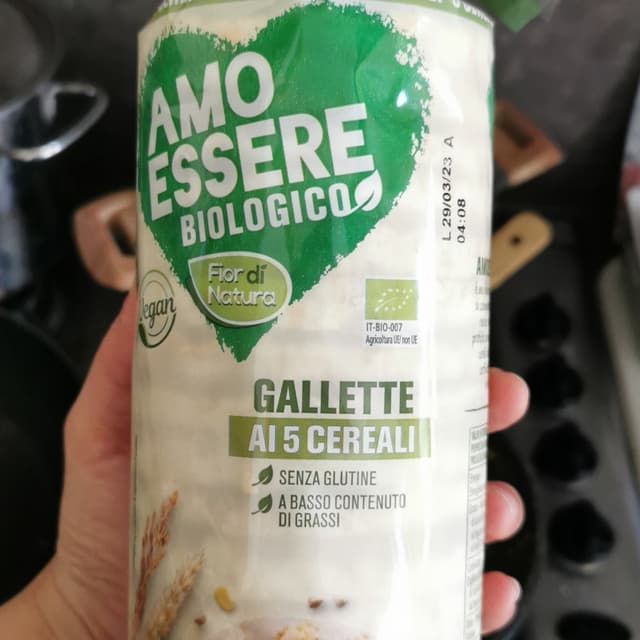 AMO
ESSERE
BIOLOGICO
Fior di
Natura
Vegan
IT-BIO-007
Agricoltura UE/non UE
L 29/03/23 A
04:08
GALLETTE
AI 5 CEREALI
SENZA GLUTINE
A BASSO CONTENUTO
DI GRASSI